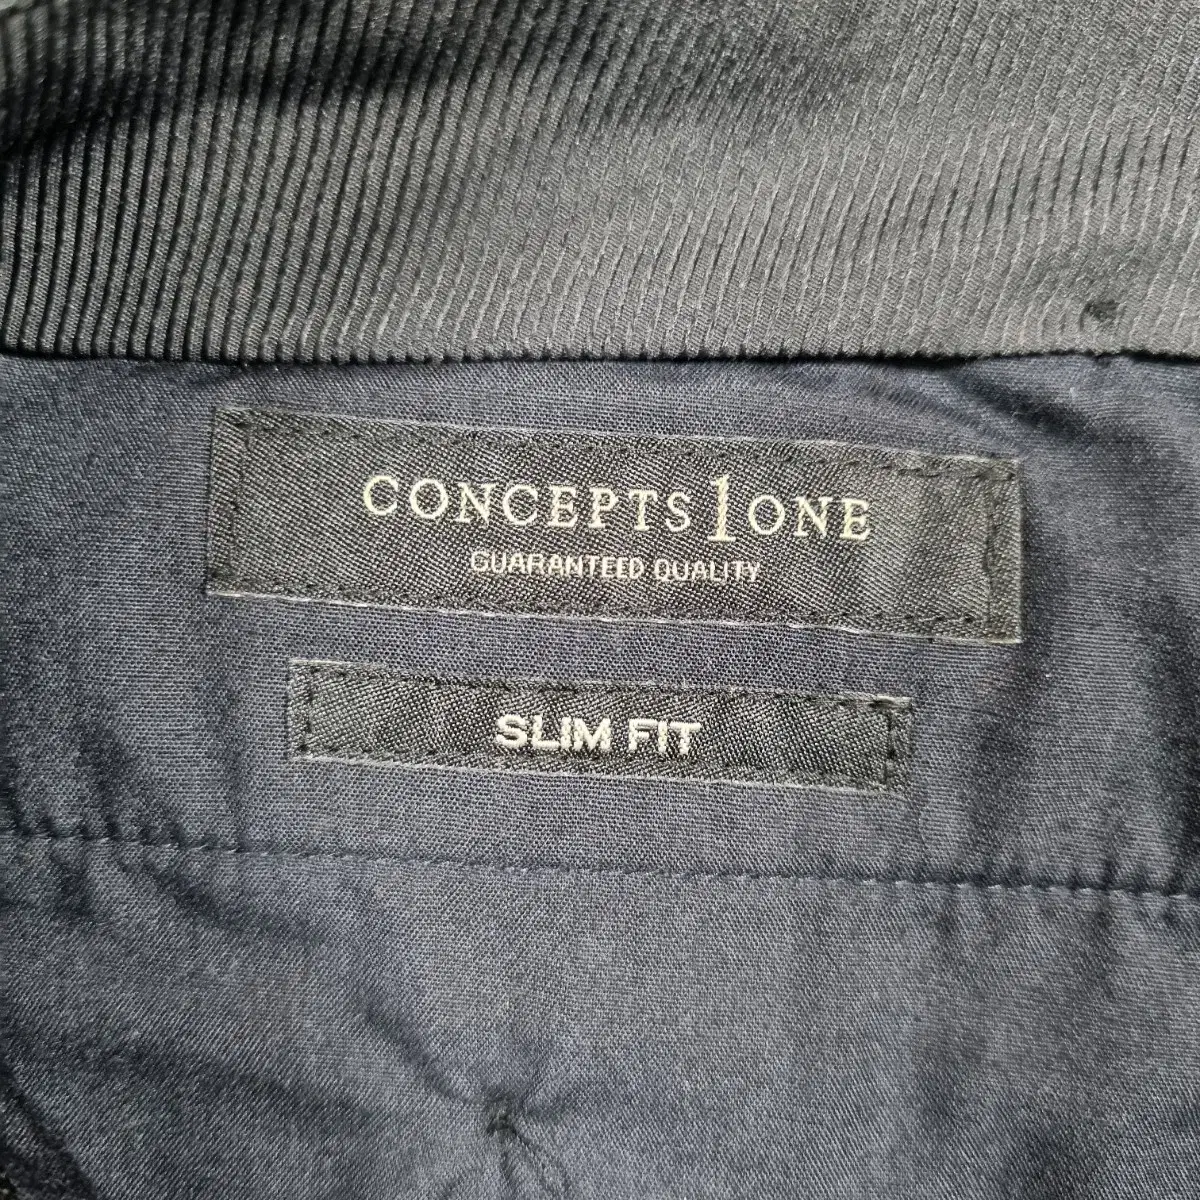 CONCEPTS 1 ONE
GUARANTEED QUALITY
SLIM FIT